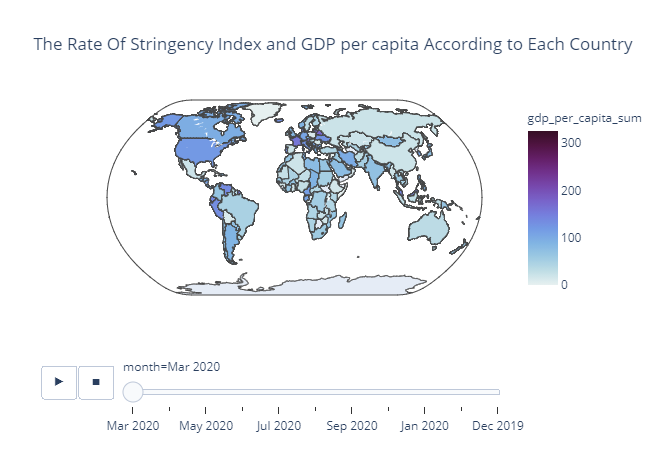 The Rate Of Stringency Index and GDP per capita According to Each Country
gdp_per_capita_sum
300
200
100
0
month=Mar 2020
Mar 2020 May 2020 Jul 2020 Sep 2020 Jan 2020 Dec 2019